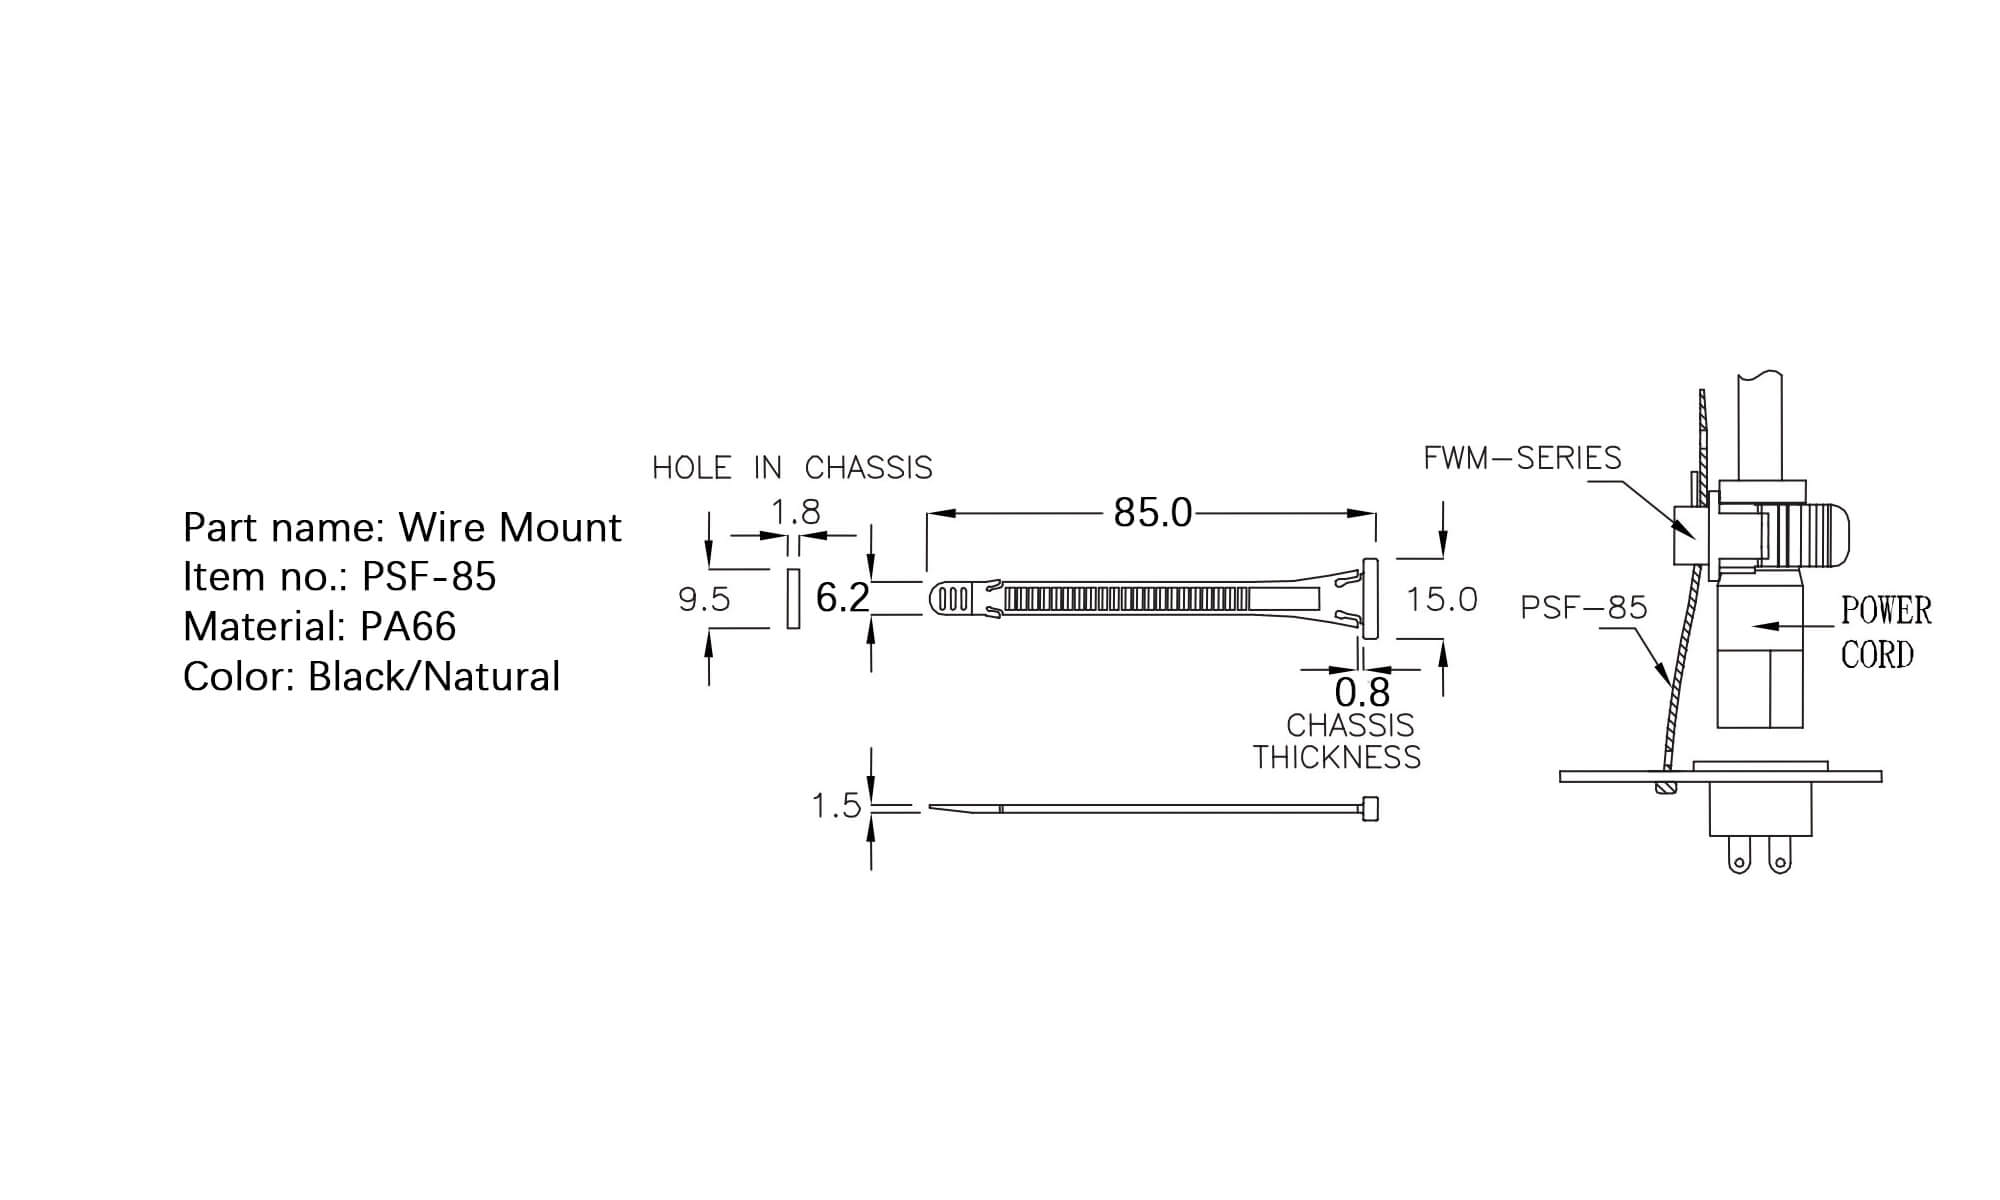 Part name: Wire Mount
Item no.: PSF-85
Material: PA66
Color: Black/Natural
HOLE IN CHASSIS
1.8
9.5
6.2
85.0
15.0
0.8
CHASSIS
THICKNESS
1.5
FWM-SERIES
PSF-85
POWER
CORD